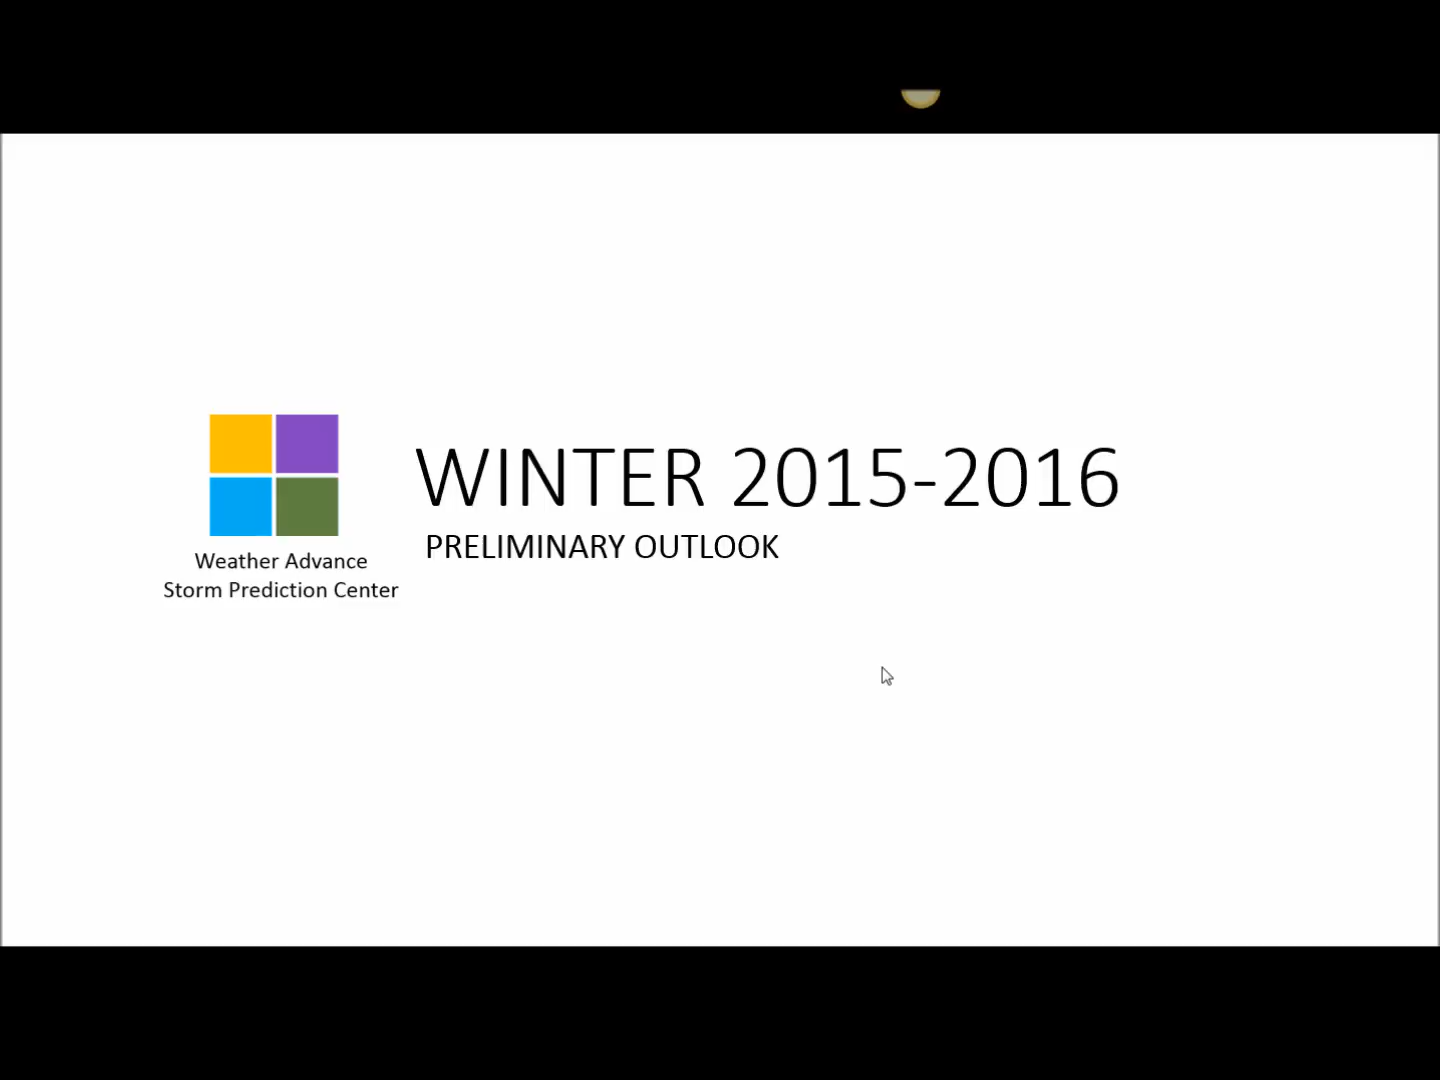 WINTER 2015-2016
PRELIMINARY OUTLOOK
Weather Advance
Storm Prediction Center